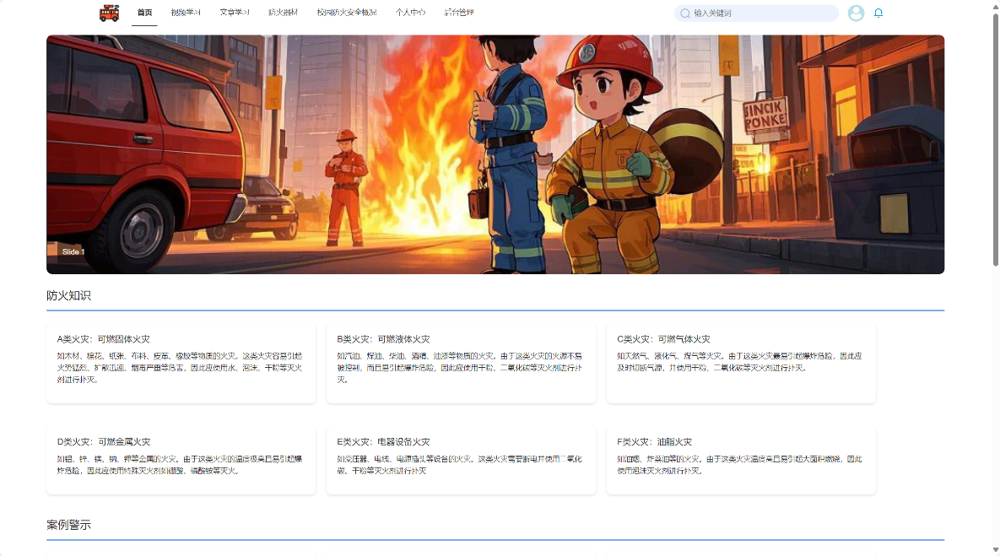 首页 视频学习 文章学习 防火器材 校园防火安全概况 个人中心 后台管理 输入关键词
JINCIK
PONKE
Slide 1
防火知识
A类火灾：可燃固体火灾
如木材、棉花、纸张、布料、皮革、橡胶等物质的火灾。这类火灾容易引起
火势猛烈、扩散迅速、烟毒严重等危害，因此应使用水、泡沫、干粉等灭火
剂进行扑灭。
B类火灾：可燃液体火灾
如汽油、煤油、柴油、酒精、油漆等物质的火灾。由于这类火灾的火源不易
被控制，而且易引起爆炸危险，因此应使用干粉、二氧化碳等灭火剂进行扑
灭。
C类火灾：可燃气体火灾
如天然气、液化气、煤气等火灾。由于这类火灾最易引起爆炸危险，因此应
及时切断气源，并使用干粉、二氧化碳等灭火剂进行扑灭。
D类火灾：可燃金属火灾
如铝、锌、镁、钠、钾等金属的火灾。由于这类火灾的温度极高且易引起爆
炸危险，因此应使用特殊灭火剂如硼酸、磷酸铵等灭火。
E类火灾：电器设备火灾
如变压器、电线、电源插头等设备的火灾。这类火灾需要断电并使用二氧化
碳、干粉等灭火剂进行扑灭
F类火灾：油脂火灾
如油烟、炸菜油等的火灾。由于这类火灾温度高且易引起大面积燃烧，因此
使用泡沫灭火剂进行扑灭。
案例警示